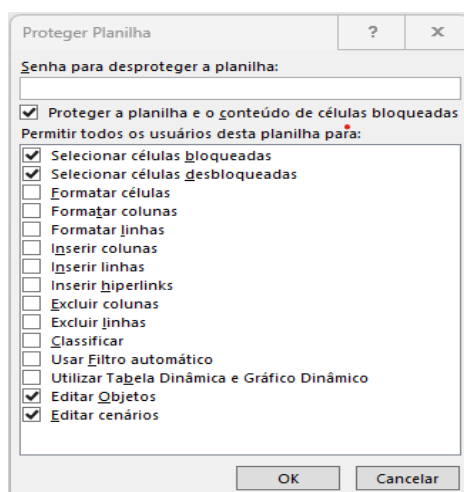 Proteger Planilha ? X
Senha para desproteger a planilha:
Proteger a planilha e o conteúdo de células bloqueadas
Permitir todos os usuários desta planilha para:
Selecionar células bloqueadas
Selecionar células desbloqueadas
Formatar células
Formatar colunas
Formatar linhas
Inserir colunas
Inserir linhas
Inserir hiperlinks
Excluir colunas
Excluir linhas
Classificar
Usar Filtro automático
Utilizar Tabela Dinâmica e Gráfico Dinâmico
Editar Objetos
Editar cenários
OK Cancelar